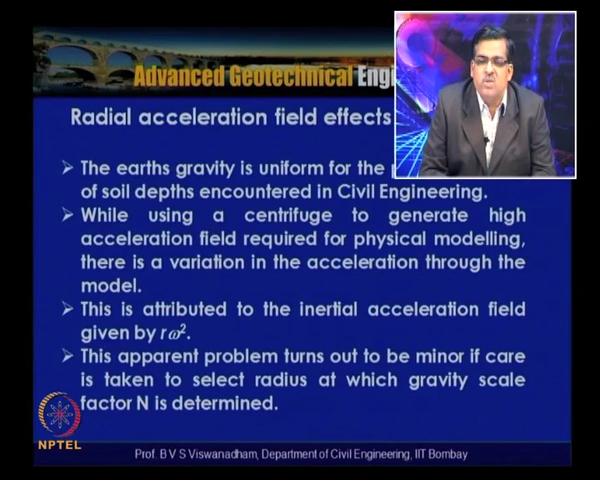 Advanced Geotechnical Engi
Radial acceleration field effects
➢ The earths gravity is uniform for the
of soil depths encountered in Civil Engineering.
➢ While using a centrifuge to generate high
acceleration field required for physical modelling,
there is a variation in the acceleration through the
model.
➢ This is attributed to the inertial acceleration field
given by rω².
➢ This apparent problem turns out to be minor if care
is taken to select radius at which gravity scale
factor N is determined.
NPTEL
Prof. B V S Viswanadham, Department of Civil Engineering, IIT Bombay